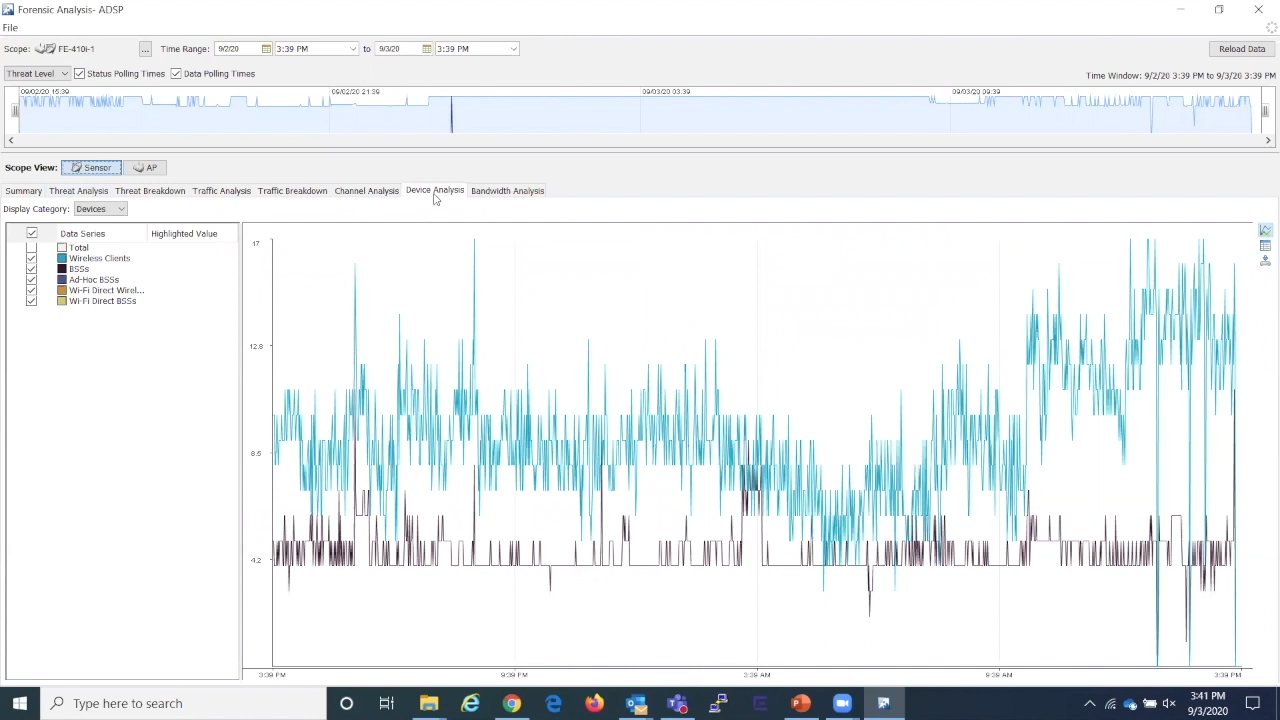 Forensic Analysis- ADSP
File
Scope: FE-410i-1 ... Time Range: 9/2/20 3:39 PM to 9/3/20 3:39 PM Reload Data
Threat Level Status Polling Times Data Polling Times Time Window: 9/2/20 3:39 PM to 9/3/20 3:39 PM
09/02/20 15:39 09/02/20 21:39 09/03/20 03:39 09/03/20 09:39
Scope View: Sensor AP
Summary Threat Analysis Threat Breakdown Traffic Analysis Traffic Breakdown Channel Analysis Device Analysis Bandwidth Analysis
Display Category: Devices
Data Series Highlighted Value
Total
Wireless Clients
BSSs
Ad-Hoc BSSs
Wi-Fi Direct Wirel...
Wi-Fi Direct BSSs
17
12.8
8.5
4.2
3:39 PM 9:39 PM 3:39 AM 9:39 AM 3:39 PM
Type here to search
3:41 PM
9/3/2020